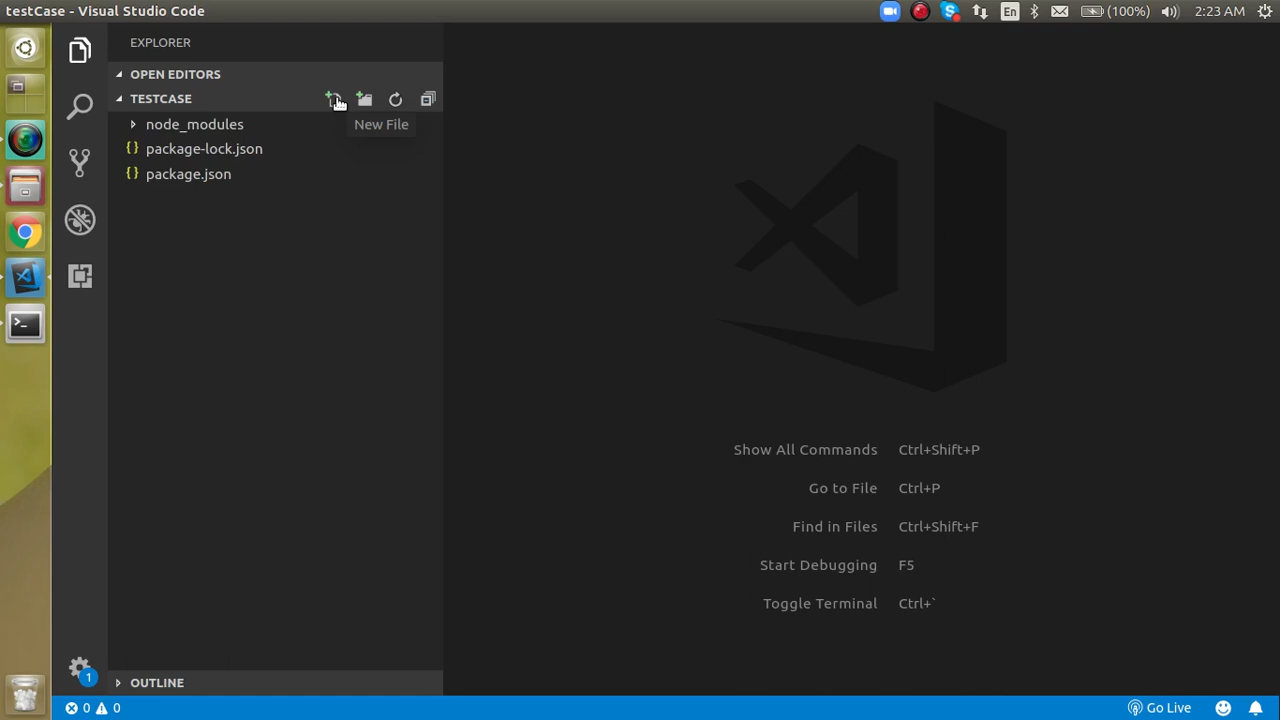 testCase - Visual Studio Code
En
(100%)
2:23 AM
EXPLORER
OPEN EDITORS
TESTCASE
New File
node_modules
{} package-lock.json
{} package.json
Show All Commands Ctrl+Shift+P
Go to File Ctrl+P
Find in Files Ctrl+Shift+F
Start Debugging F5
Toggle Terminal Ctrl+`
1
OUTLINE
0 0
Go Live